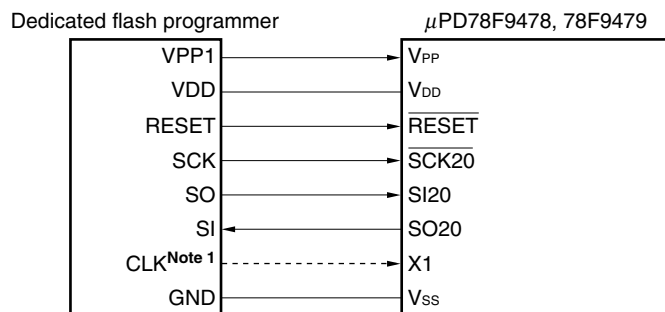 Dedicated flash programmer μPD78F9478, 78F9479
VPP1 VPP
VDD VDD
RESET RESET
SCK SCK20
SO SI20
SI SO20
CLKNote 1 X1
GND VSS